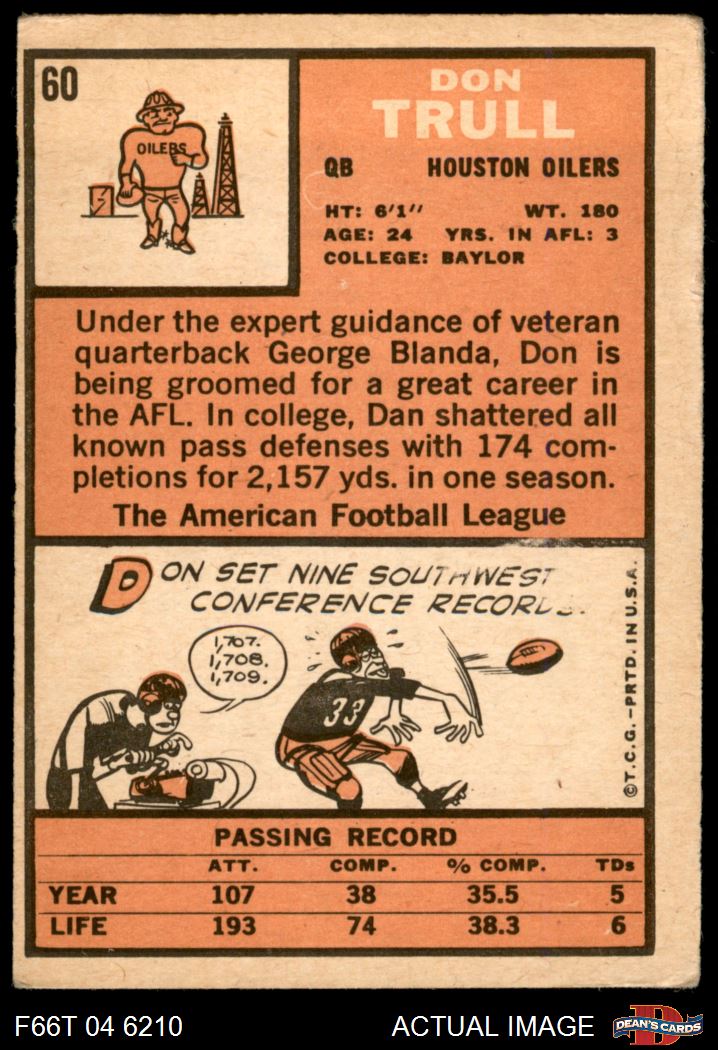 60
OILERS
DON
TRULL
QB HOUSTON OILERS
HT: 6'1" WT. 180
AGE: 24 YRS. IN AFL: 3
COLLEGE: BAYLOR
Under the expert guidance of veteran
quarterback George Blanda, Don is
being groomed for a great career in
the AFL. In college, Dan shattered all
known pass defenses with 174 com-
pletions for 2,157 yds. in one season.
The American Football League
DON SET NINE SOUTHWEST
CONFERENCE RECORDS.
1,707.
1,708.
1,709.
33
©T.C.G.-PRTD. IN U.S.A.
PASSING RECORD
ATT. COMP. % COMP. TDs
YEAR 107 38 35.5 5
LIFE 193 74 38.3 6
F66T 04 6210 ACTUAL IMAGE
DEAN'S CARDS